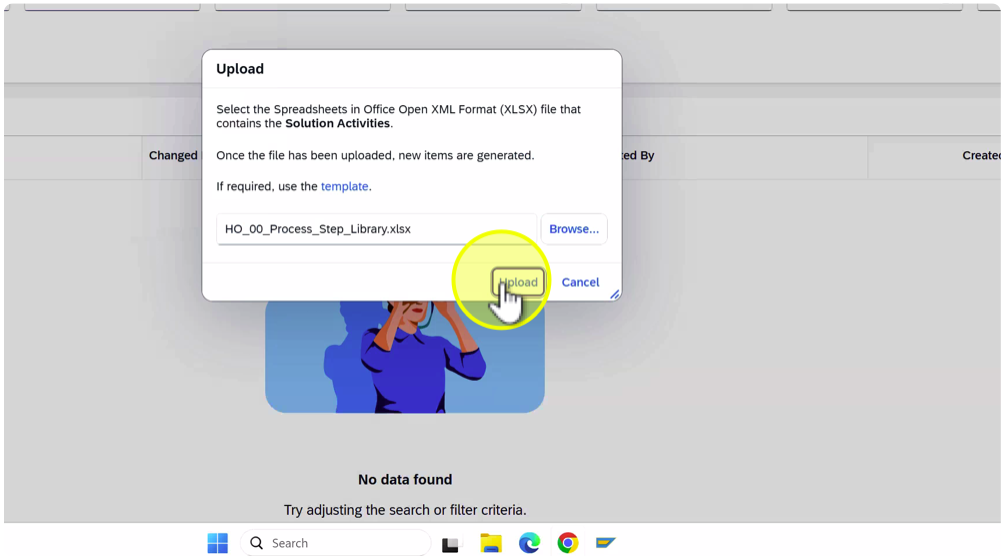 Upload
Select the Spreadsheets in Office Open XML Format (XLSX) file that
contains the Solution Activities.
Changed
ted By
Created
Once the file has been uploaded, new items are generated.
If required, use the template.
HO_00_Process_Step_Library.xlsx
Browse...
Upload
Cancel
No data found
Try adjusting the search or filter criteria.
Search